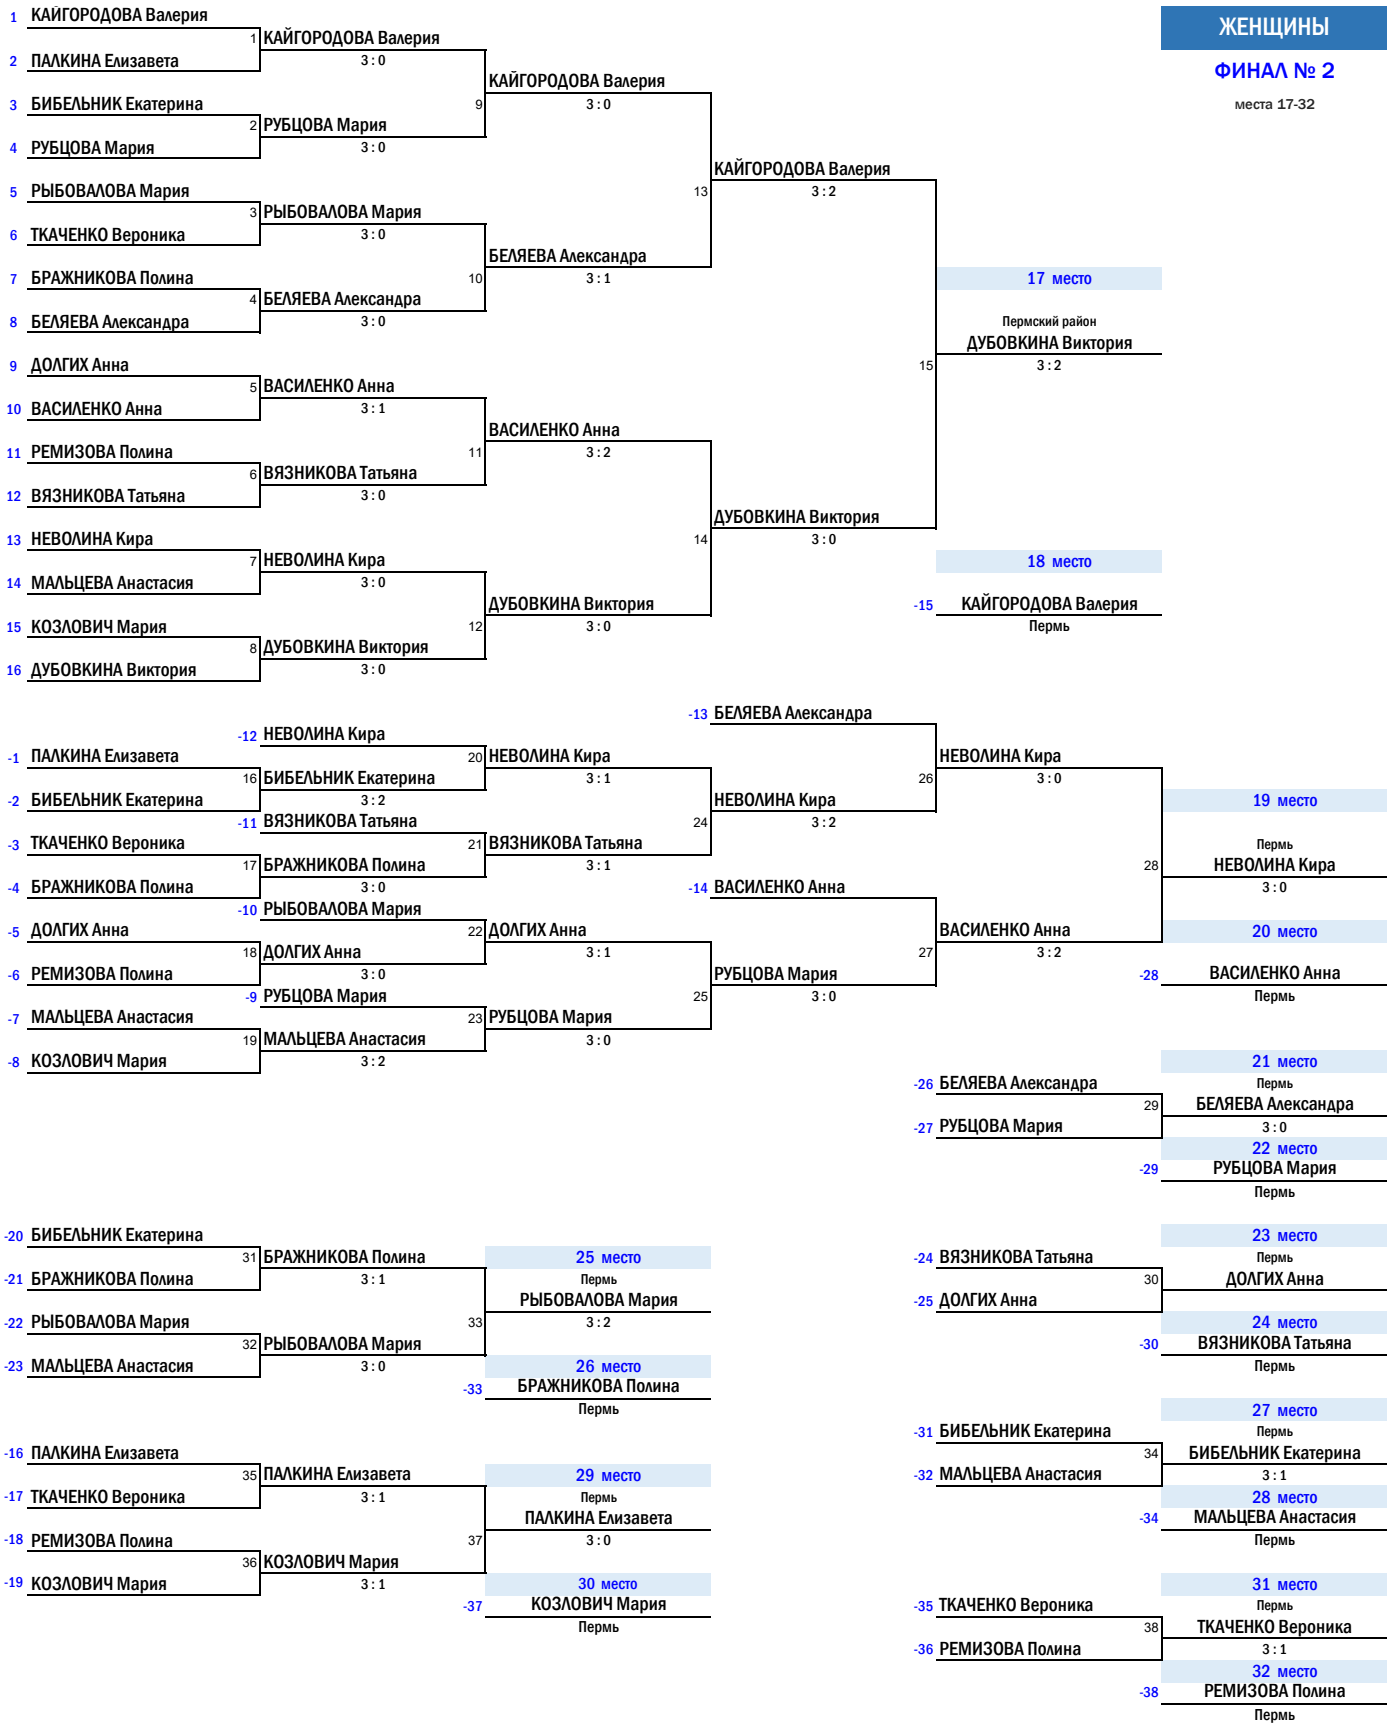 ЖЕНЩИНЫ
ФИНАЛ № 2
места 17-32
1 КАЙГОРОДОВА Валерия
1 КАЙГОРОДОВА Валерия
2 ПАЛКИНА Елизавета
3 : 0
КАЙГОРОДОВА Валерия
3 БИБЕЛЬНИК Екатерина
9
3 : 0
2 РУБЦОВА Мария
4 РУБЦОВА Мария
3 : 0
КАЙГОРОДОВА Валерия
5 РЫБОВАЛОВА Мария
13
3 : 2
3 РЫБОВАЛОВА Мария
6 ТКАЧЕНКО Вероника
3 : 0
БЕЛЯЕВА Александра
7 БРАЖНИКОВА Полина
10
3 : 1
17 место
4 БЕЛЯЕВА Александра
8 БЕЛЯЕВА Александра
3 : 0
Пермский район
ДУБОВКИНА Виктория
9 ДОЛГИХ Анна
15
3 : 2
5 ВАСИЛЕНКО Анна
10 ВАСИЛЕНКО Анна
3 : 1
ВАСИЛЕНКО Анна
11 РЕМИЗОВА Полина
11
3 : 2
6 ВЯЗНИКОВА Татьяна
12 ВЯЗНИКОВА Татьяна
3 : 0
ДУБОВКИНА Виктория
13 НЕВОЛИНА Кира
14
3 : 0
7 НЕВОЛИНА Кира
18 место
14 МАЛЬЦЕВА Анастасия
3 : 0
ДУБОВКИНА Виктория
-15 КАЙГОРОДОВА Валерия
15 КОЗЛОВИЧ Мария
12
3 : 0
Пермь
8 ДУБОВКИНА Виктория
16 ДУБОВКИНА Виктория
3 : 0
-13 БЕЛЯЕВА Александра
-12 НЕВОЛИНА Кира
-1 ПАЛКИНА Елизавета
20 НЕВОЛИНА Кира
НЕВОЛИНА Кира
16 БИБЕЛЬНИК Екатерина
3 : 1
26
3 : 0
-2 БИБЕЛЬНИК Екатерина
3 : 2
НЕВОЛИНА Кира
19 место
-11 ВЯЗНИКОВА Татьяна
24
3 : 2
-3 ТКАЧЕНКО Вероника
21 ВЯЗНИКОВА Татьяна
Пермь
17 БРАЖНИКОВА Полина
3 : 1
28
НЕВОЛИНА Кира
-4 БРАЖНИКОВА Полина
3 : 0
-14 ВАСИЛЕНКО Анна
3 : 0
-10 РЫБОВАЛОВА Мария
-5 ДОЛГИХ Анна
22 ДОЛГИХ Анна
ВАСИЛЕНКО Анна
20 место
18 ДОЛГИХ Анна
3 : 1
27
3 : 2
-6 РЕМИЗОВА Полина
3 : 0
РУБЦОВА Мария
-28 ВАСИЛЕНКО Анна
-9 РУБЦОВА Мария
25
3 : 0
Пермь
-7 МАЛЬЦЕВА Анастасия
23 РУБЦОВА Мария
19 МАЛЬЦЕВА Анастасия
3 : 0
-8 КОЗЛОВИЧ Мария
3 : 2
21 место
-26 БЕЛЯЕВА Александра
Пермь
29 БЕЛЯЕВА Александра
-27 РУБЦОВА Мария
3 : 0
22 место
-29 РУБЦОВА Мария
Пермь
-20 БИБЕЛЬНИК Екатерина
23 место
31 БРАЖНИКОВА Полина
25 место
-24 ВЯЗНИКОВА Татьяна
Пермь
-21 БРАЖНИКОВА Полина
3 : 1
Пермь
30 ДОЛГИХ Анна
РЫБОВАЛОВА Мария
-25 ДОЛГИХ Анна
-22 РЫБОВАЛОВА Мария
33
3 : 2
24 место
32 РЫБОВАЛОВА Мария
-30 ВЯЗНИКОВА Татьяна
-23 МАЛЬЦЕВА Анастасия
3 : 0
26 место
Пермь
-33 БРАЖНИКОВА Полина
Пермь
27 место
-31 БИБЕЛЬНИК Екатерина
Пермь
-16 ПАЛКИНА Елизавета
34 БИБЕЛЬНИК Екатерина
35 ПАЛКИНА Елизавета
29 место
-32 МАЛЬЦЕВА Анастасия
3 : 1
-17 ТКАЧЕНКО Вероника
3 : 1
Пермь
28 место
ПАЛКИНА Елизавета
-34 МАЛЬЦЕВА Анастасия
-18 РЕМИЗОВА Полина
37
3 : 0
Пермь
36 КОЗЛОВИЧ Мария
-19 КОЗЛОВИЧ Мария
3 : 1
30 место
31 место
-37 КОЗЛОВИЧ Мария
-35 ТКАЧЕНКО Вероника
Пермь
Пермь
38 ТКАЧЕНКО Вероника
-36 РЕМИЗОВА Полина
3 : 1
32 место
-38 РЕМИЗОВА Полина
Пермь